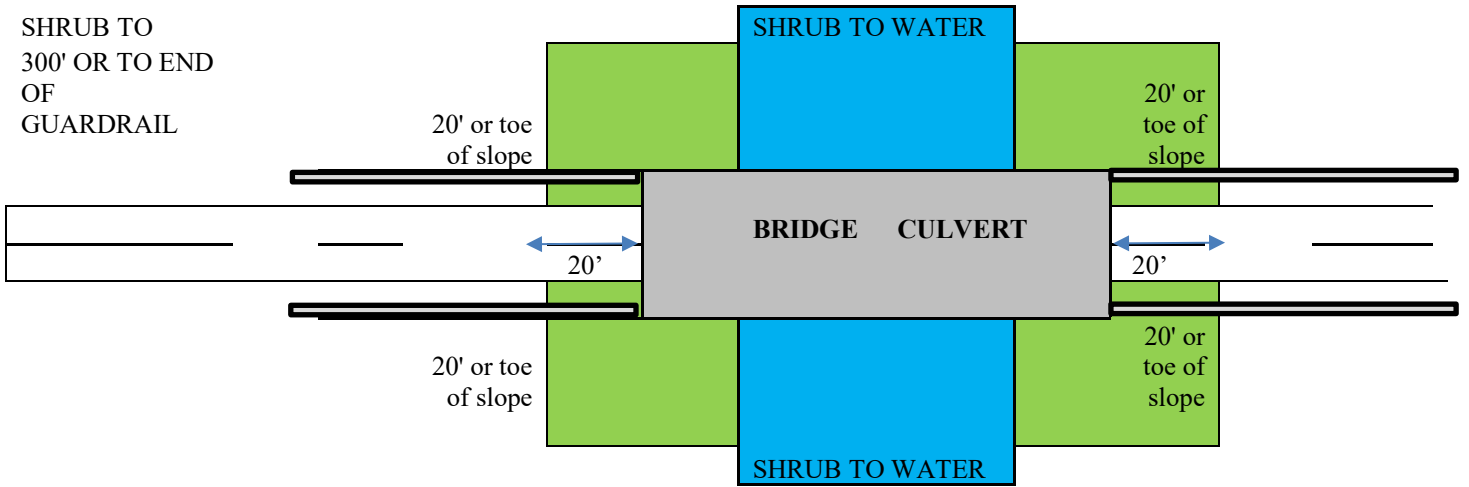 SHRUB TO
300' OR TO END
OF
GUARDRAIL
SHRUB TO WATER
20' or toe
of slope
20' or
toe of
slope
BRIDGE CULVERT
20’
20’
20' or toe
of slope
20' or
toe of
slope
SHRUB TO WATER